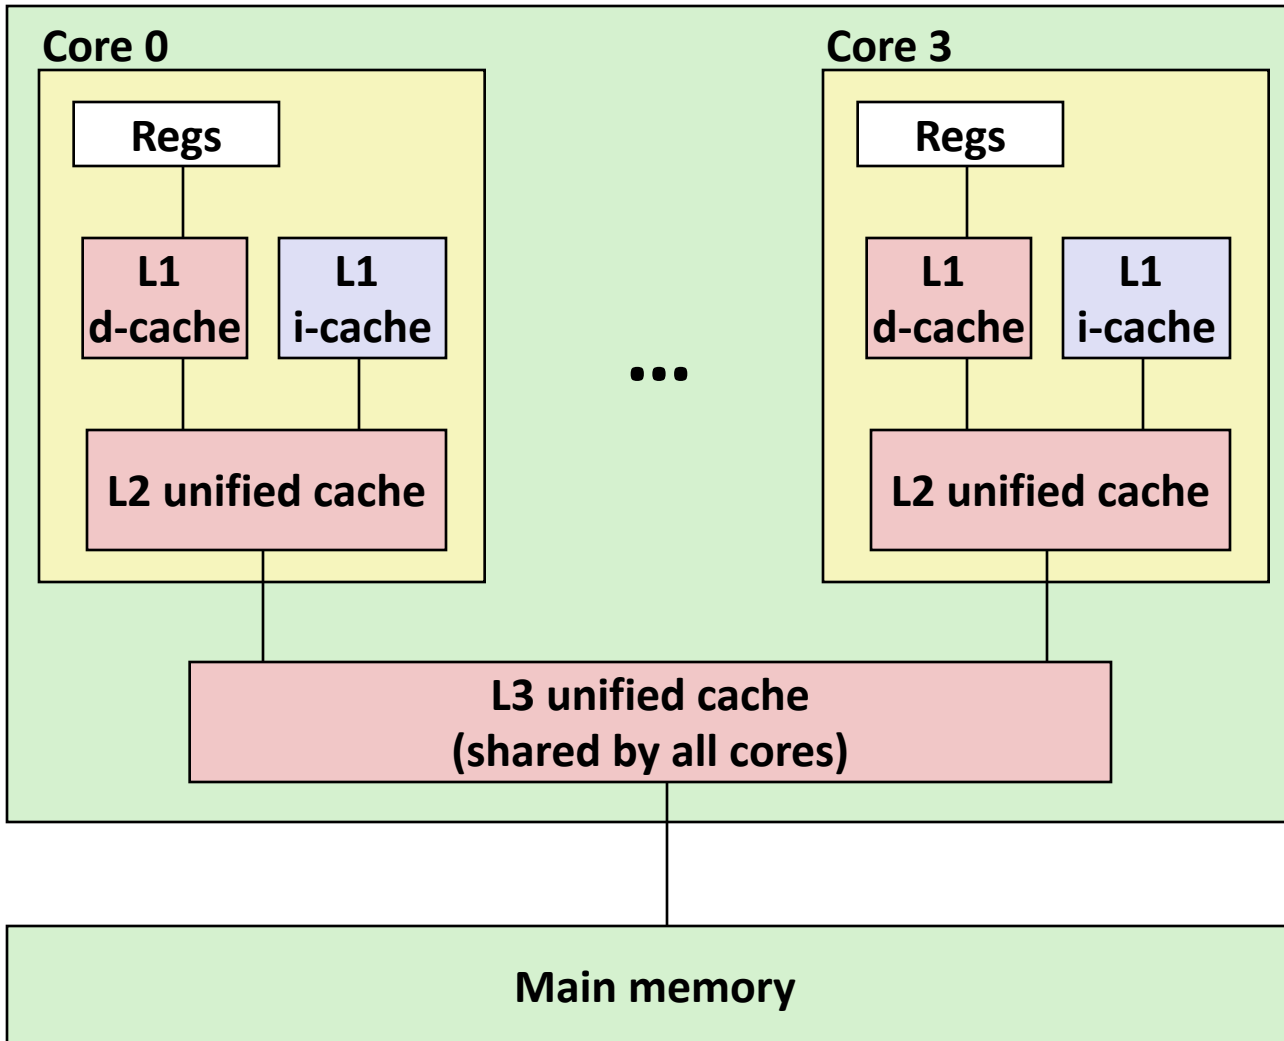 Core 0
Core 3
Regs
Regs
L1
d-cache
L1
i-cache
L1
d-cache
L1
i-cache
...
L2 unified cache
L2 unified cache
L3 unified cache
(shared by all cores)
Main memory